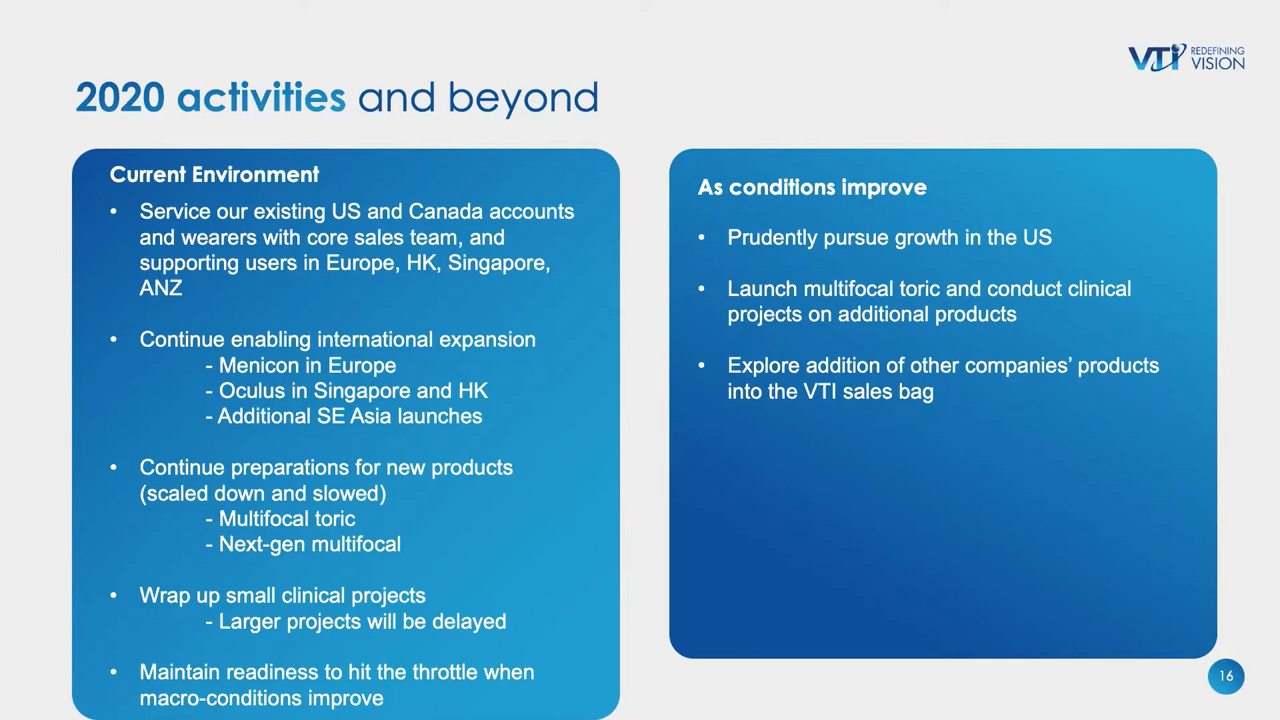 VTI REDEFINING
VISION
2020 activities and beyond
Current Environment
• Service our existing US and Canada accounts
and wearers with core sales team, and
supporting users in Europe, HK, Singapore,
ANZ
• Continue enabling international expansion
- Menicon in Europe
- Oculus in Singapore and HK
- Additional SE Asia launches
• Continue preparations for new products
(scaled down and slowed)
- Multifocal toric
- Next-gen multifocal
• Wrap up small clinical projects
- Larger projects will be delayed
• Maintain readiness to hit the throttle when
macro-conditions improve
As conditions improve
• Prudently pursue growth in the US
• Launch multifocal toric and conduct clinical
projects on additional products
• Explore addition of other companies’ products
into the VTI sales bag
16